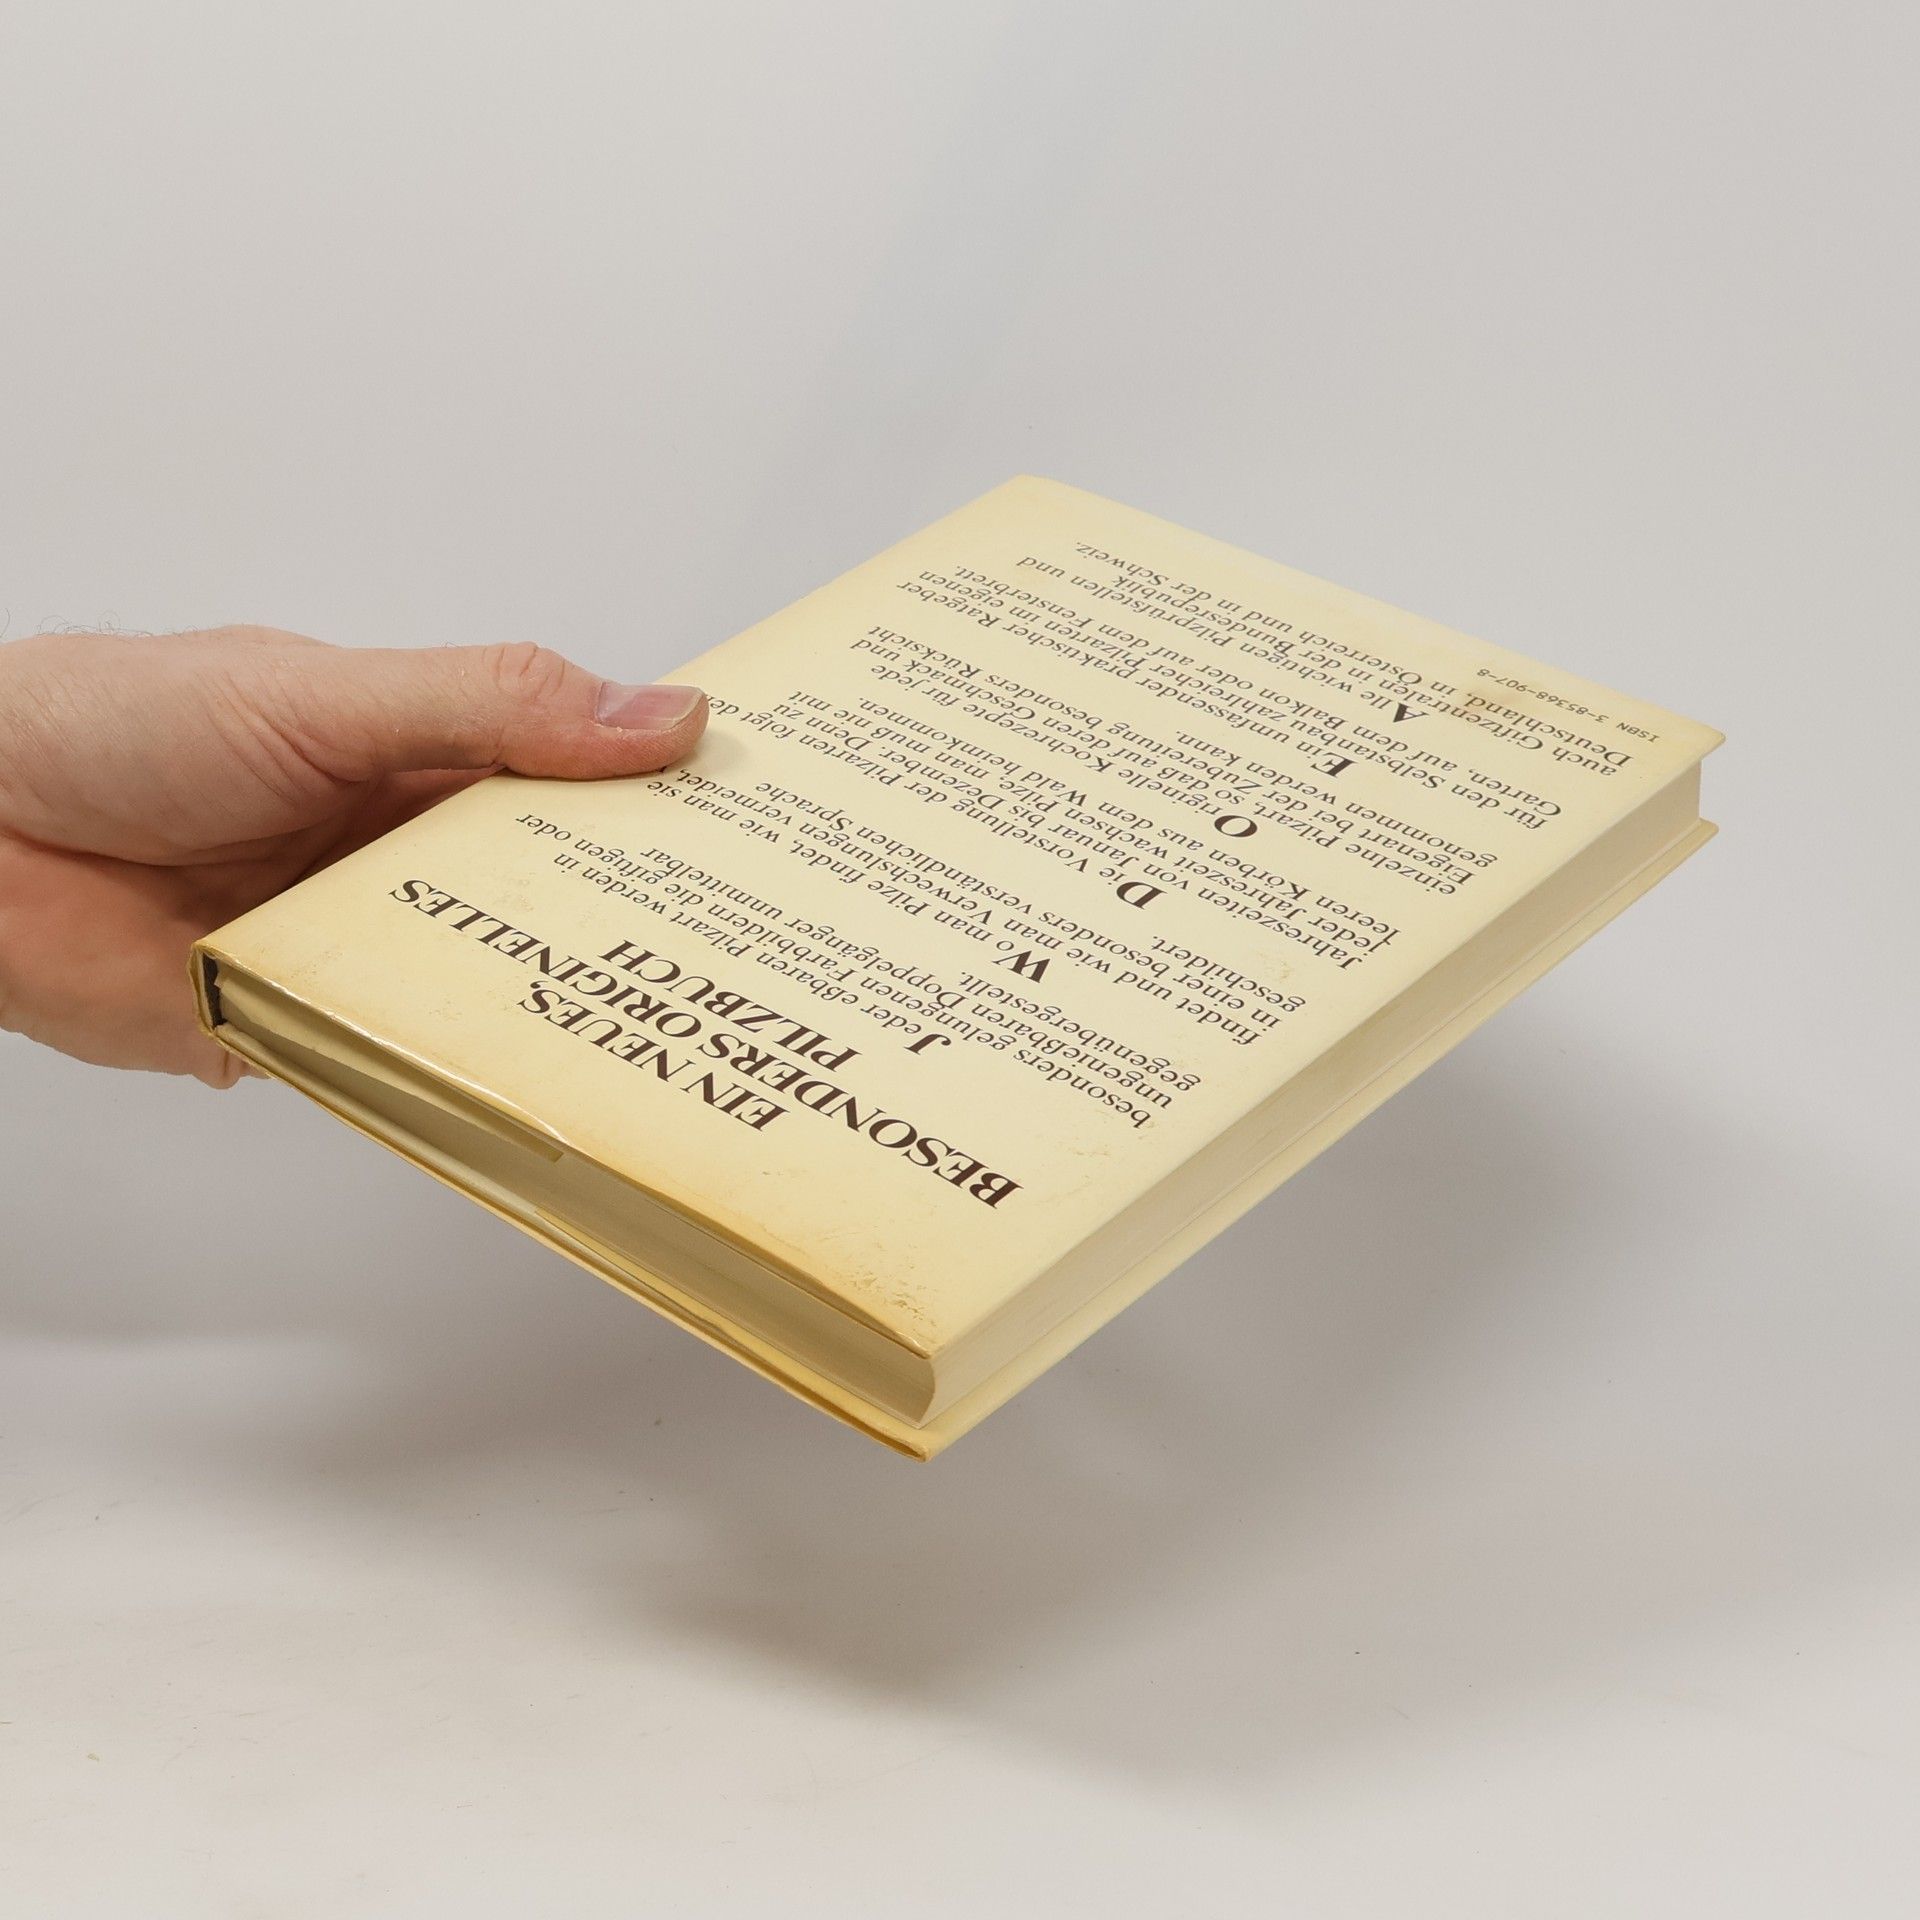 EIN NEUES,
BESONDERS ORIGINELLES
PILZBUCH
Jeder eßbaren Pilzart werden in
besonders gelungenen Farbbildern die giftigen oder
ungenießbaren Doppelgänger unmittelbar
gegenübergestellt.
Wo man Pilze findet, wie man sie
findet und wie man Verwechslungen vermeidet,
in einer besonders verständlichen Sprache
geschildert.
Die Vorstellung der Pilzarten folgt den
Jahreszeiten von Januar bis Dezember: Denn zu
jeder Jahreszeit wachsen Pilze, man muß nie mit
leeren Körben aus dem Wald heimkommen.
Originelle Kochrezepte für jede
einzelne Pilzart, so daß auf deren Geschmack und
Eigenart bei der Zubereitung besonders Rücksicht
genommen werden kann.
Ein umfassender praktischer Ratgeber
für den Selbstanbau zahlreicher Pilzarten im eigenen
Garten, auf dem Balkon oder auf dem Fensterbrett.
Alle wichtigen Pilzprüfstellen und
auch Giftzentralen in der Bundesrepublik
Deutschland, in Österreich und in der Schweiz.
ISBN 3-85368-907-8